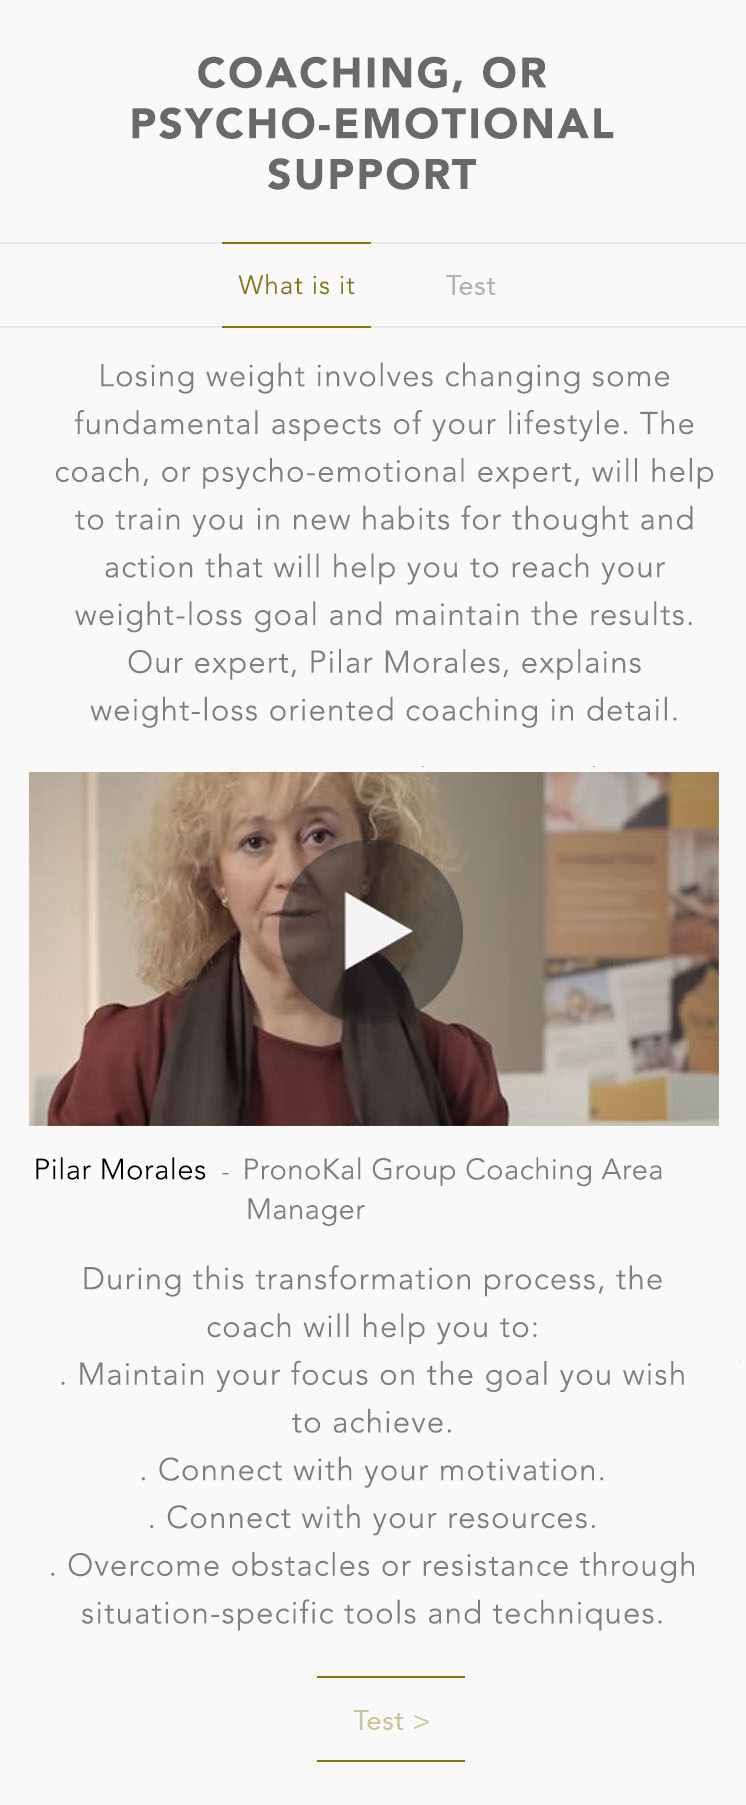 COACHING, OR
PSYCHO-EMOTIONAL
SUPPORT
What is it
Test
Losing weight involves changing some
fundamental aspects of your lifestyle. The
coach, or psycho-emotional expert, will help
to train you in new habits for thought and
action that will help you to reach your
weight-loss goal and maintain the results.
Our expert, Pilar Morales, explains
weight-loss oriented coaching in detail.
Pilar Morales - PronoKal Group Coaching Area
Manager
During this transformation process, the
coach will help you to:
. Maintain your focus on the goal you wish
to achieve.
. Connect with your motivation.
. Connect with your resources.
. Overcome obstacles or resistance through
situation-specific tools and techniques.
Test >